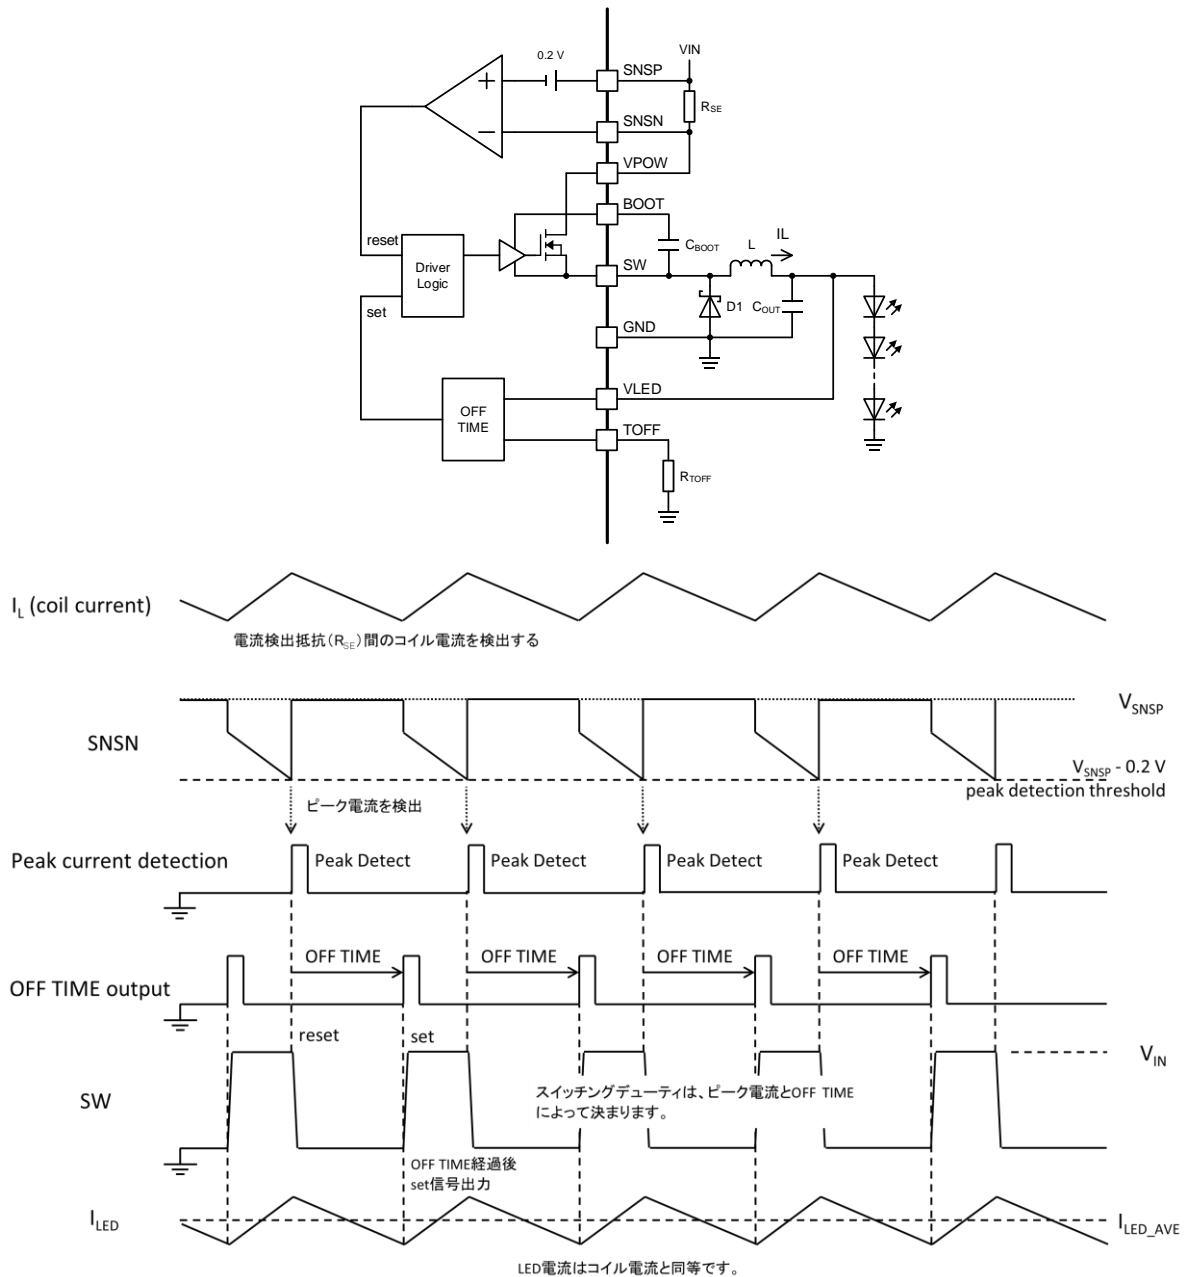 0.2 V
SNSP
VIN
RSE
SNSN
VPOW
BOOT
CBOOT
L
IL
reset
Driver
Logic
SW
set
D1
COUT
GND
VLED
OFF
TIME
TOFF
RTOFF
IL (coil current)
電流検出抵抗(RSE)間のコイル電流を検出する
VSNSP
SNSN
VSNSP - 0.2 V
peak detection threshold
ピーク電流を検出
Peak current detection
Peak Detect
Peak Detect
Peak Detect
Peak Detect
OFF TIME
OFF TIME
OFF TIME
OFF TIME
OFF TIME output
reset
set
VIN
SW
スイッチングデューティは、ピーク電流とOFF TIME
によって決まります。
OFF TIME経過後
set信号出力
ILED
ILED_AVE
LED電流はコイル電流と同等です。